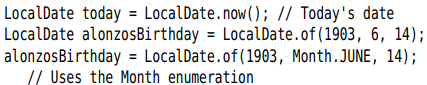 LocalDate today = LocalDate.now(); // Today's date
LocalDate alonzosBirthday = LocalDate.of(1903, 6, 14);
alonzosBirthday = LocalDate.of(1903, Month.JUNE, 14);
// Uses the Month enumeration